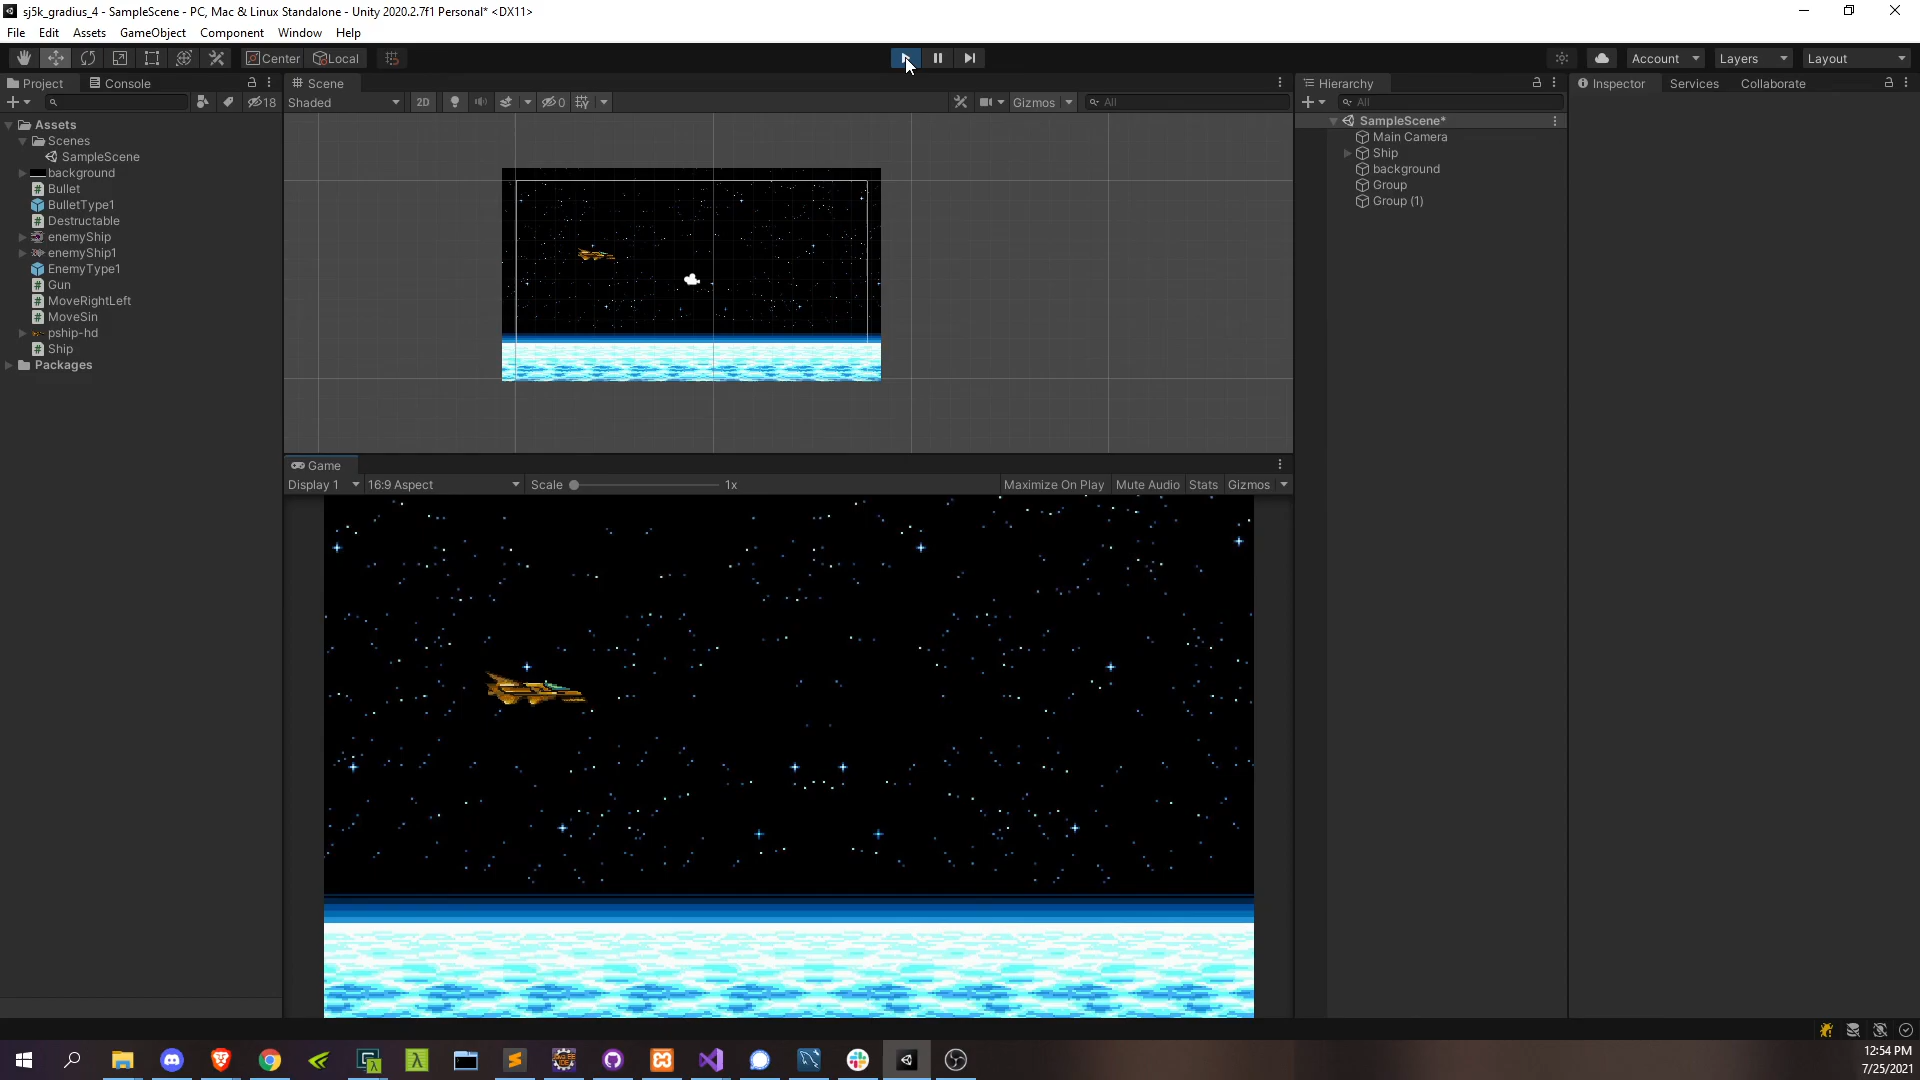 sj5k_gradius_4 - SampleScene - PC, Mac & Linux Standalone - Unity 2020.2.7f1 Personal* <DX11>
File Edit Assets GameObject Component Window Help
Center Local Account Layers Layout
Project Console Scene Hierarchy Inspector Services Collaborate
18 Shaded 2D 0 Gizmos All All
Assets
Scenes
SampleScene
background
Bullet
BulletType1
Destructable
enemyShip
enemyShip1
EnemyType1
Gun
MoveRightLeft
MoveSin
pship-hd
Ship
Packages
SampleScene*
Main Camera
Ship
background
Group
Group (1)
Game
Display 1 16:9 Aspect Scale 1x Maximize On Play Mute Audio Stats Gizmos
12:54 PM
7/25/2021